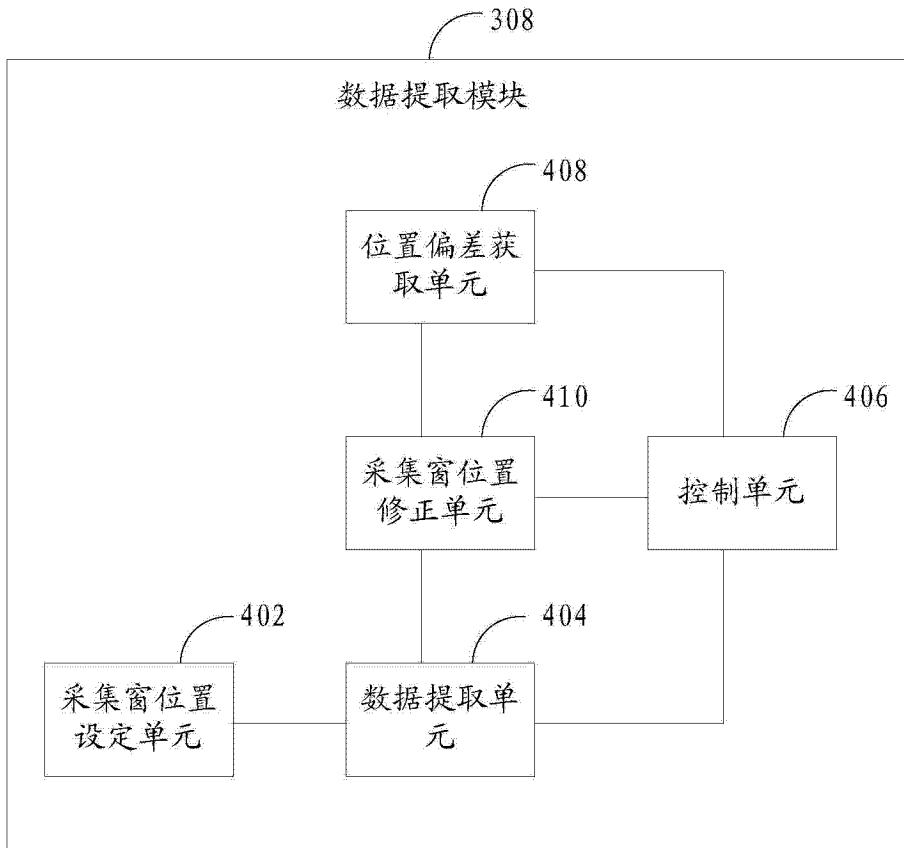 308
数据提取模块
408
位置偏差获
取单元
410
采集窗位置
修正单元
406
控制单元
402
采集窗位置
设定单元
404
数据提取单
元